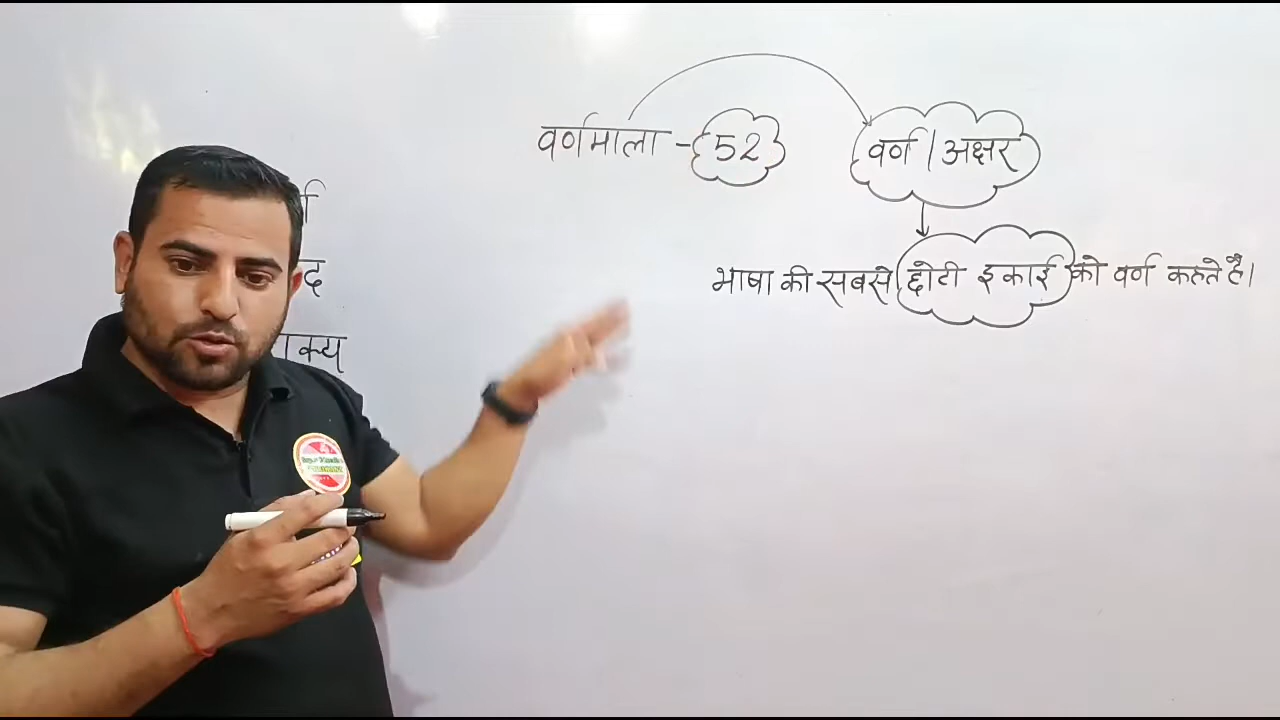 वर्णमाला - 52
वर्ण / अक्षर
भाषा की सबसे छोटी इकाई को वर्ण कहते है।